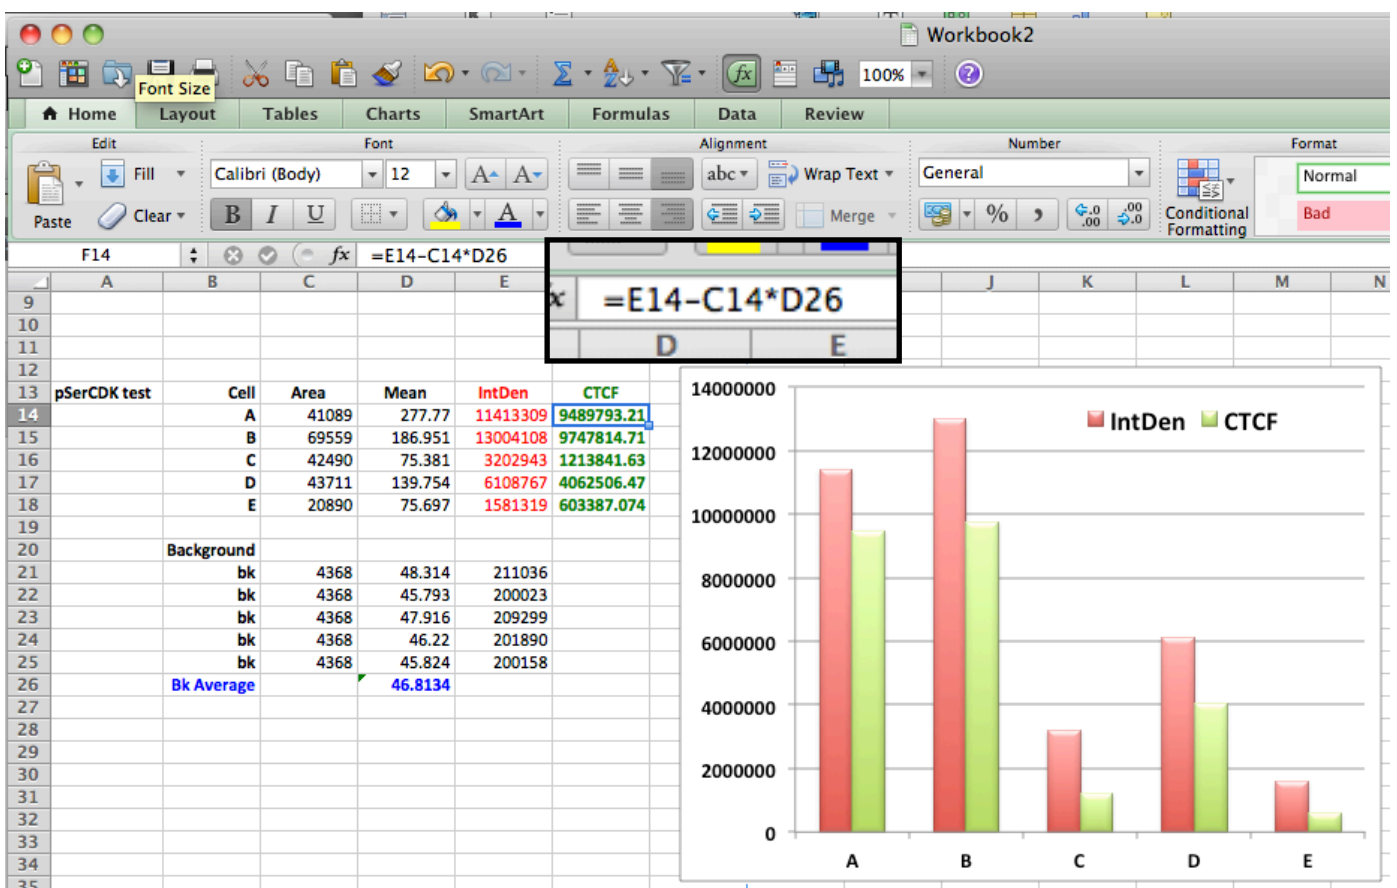 Workbook2
100%
Font Size
Home Layout Tables Charts SmartArt Formulas Data Review
Edit Font Alignment Number Format
Fill Calibri (Body) 12 A A abc Wrap Text General Normal
Paste Clear B I U A Merge % Conditional Formatting Bad
F14 fx =E14-C14*D26
=E14-C14*D26
D E
A B C D E J K L M N
9
10
11
12
13 pSerCDK test Cell Area Mean IntDen CTCF
14 A 41089 277.77 11413309 9489793.21
15 B 69559 186.951 13004108 9747814.71
16 C 42490 75.381 3202943 1213841.63
17 D 43711 139.754 6108767 4062506.47
18 E 20890 75.697 1581319 603387.074
19
20 Background
21 bk 4368 48.314 211036
22 bk 4368 45.793 200023
23 bk 4368 47.916 209299
24 bk 4368 46.22 201890
25 bk 4368 45.824 200158
26 Bk Average 46.8134
27
28
29
30
31
32
33
34
35
IntDen CTCF
14000000
12000000
10000000
8000000
6000000
4000000
2000000
0
A B C D E